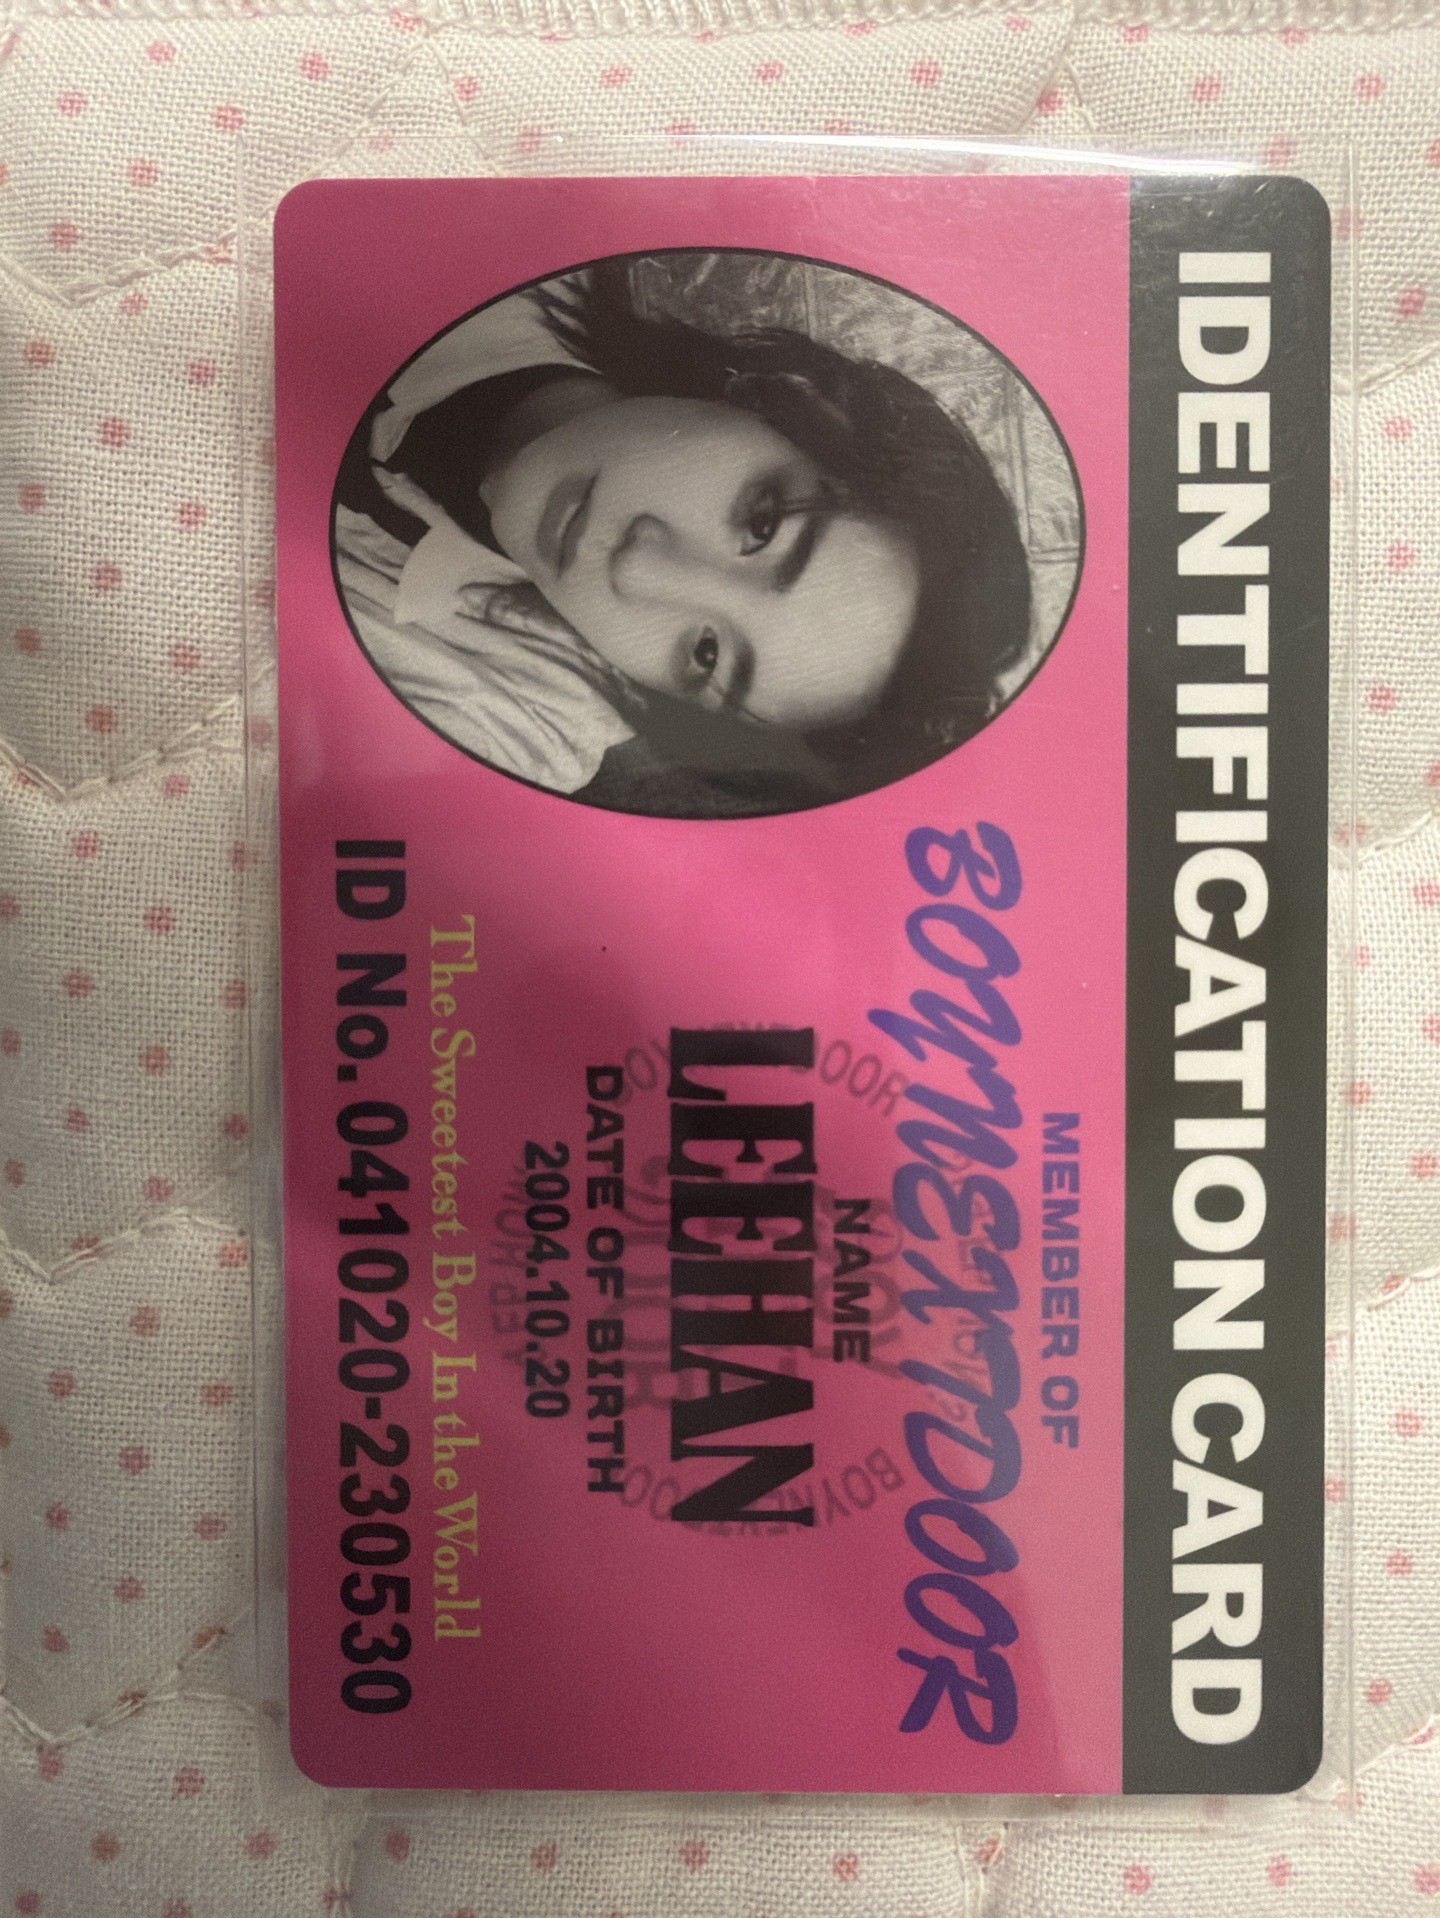 IDENTIFICATION CARD
MEMBER OF
BOYNEXTDOOR
NAME
LEEHAN
DATE OF BIRTH
2004.10.20
The Sweetest Boy In the World
ID No. 041020-230530